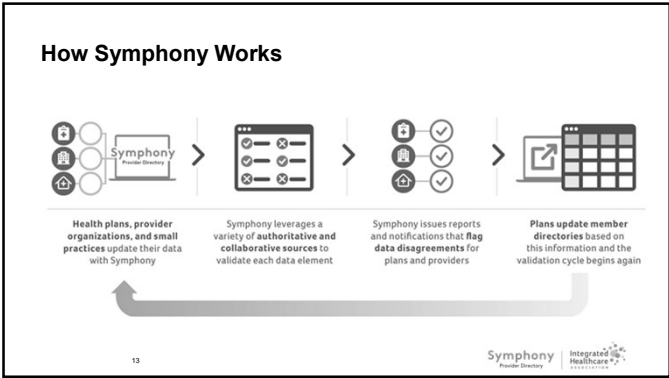 How Symphony Works
Symphony
Provider Directory
Health plans, provider
organizations, and small
practices update their data
with Symphony
Symphony leverages a
variety of authoritative and
collaborative sources to
validate each data element
Symphony issues reports
and notifications that flag
data disagreements for
plans and providers
Plans update member
directories based on
this information and the
validation cycle begins again
13
Symphony
Provider Directory
Integrated
Healthcare
ASSOCIATION